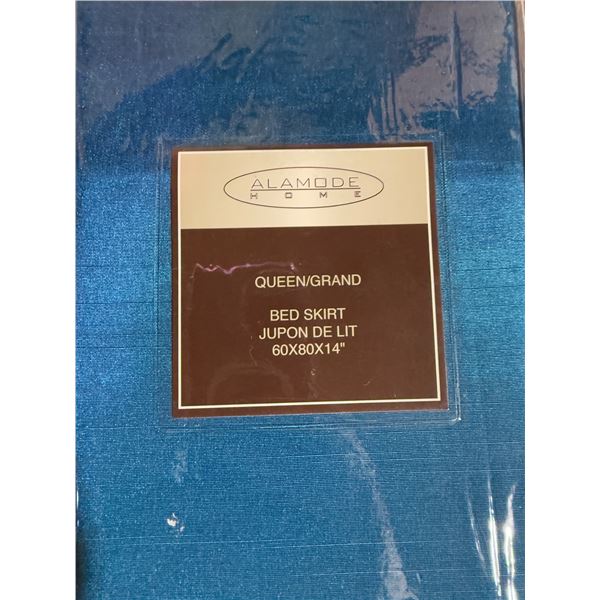 ALAMODE
HOME
QUEEN/GRAND
BED SKIRT
JUPON DE LIT
60X80X14"